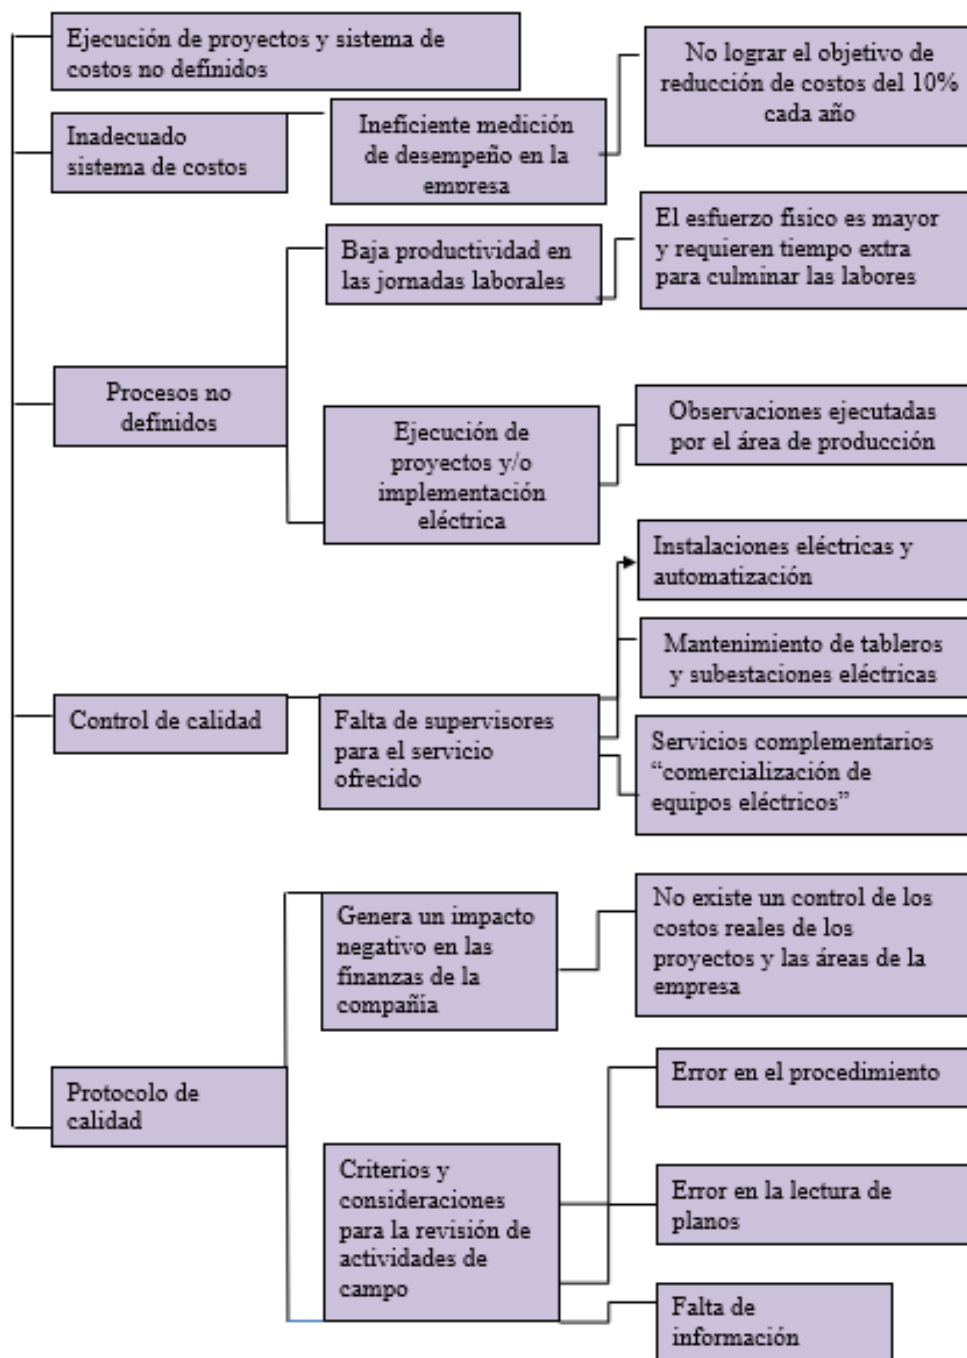 Ejecución de proyectos y sistema de
costos no definidos
Inadecuado
sistema de costos
Ineficiente medición
de desempeño en la
empresa
No lograr el objetivo de
reducción de costos del 10%
cada año
Procesos no
definidos
Baja productividad en
las jornadas laborales
El esfuerzo físico es mayor
y requieren tiempo extra
para culminar las labores
Ejecución de
proyectos y/o
implementación
eléctrica
Observaciones ejecutadas
por el área de producción
Control de calidad
Falta de supervisores
para el servicio
ofrecido
Instalaciones eléctricas y
automatización
Mantenimiento de tableros
y subestaciones eléctricas
Servicios complementarios
“comercialización de
equipos eléctricos”
Protocolo de
calidad
Genera un impacto
negativo en las
finanzas de la
compañía
No existe un control de los
costos reales de los
proyectos y las áreas de la
empresa
Criterios y
consideraciones
para la revisión de
actividades de
campo
Error en el procedimiento
Error en la lectura de
planos
Falta de
información